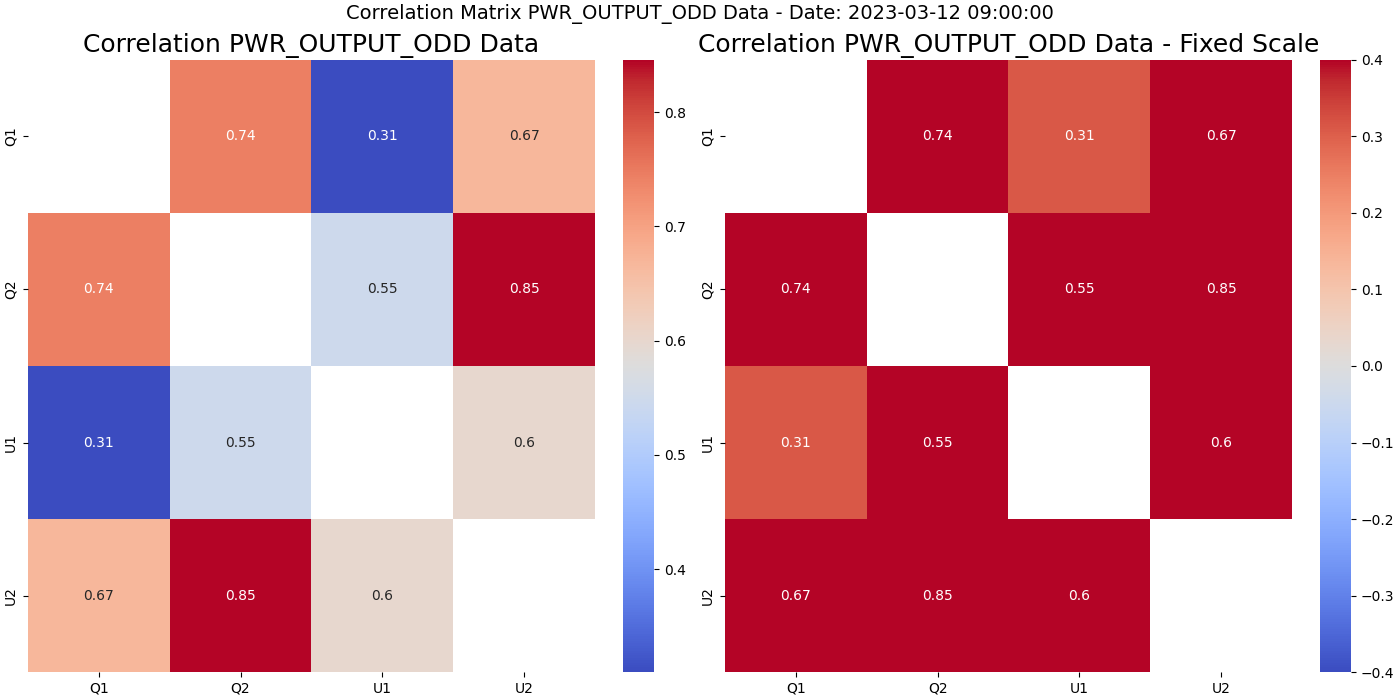 Correlation Matrix PWR_OUTPUT_ODD Data - Date: 2023-03-12 09:00:00
Correlation PWR_OUTPUT_ODD Data
Q1
0.74
0.31
0.67
Q2
0.74
0.55
0.85
U1
0.31
0.55
0.6
U2
0.67
0.85
0.6
Q1
Q2
U1
U2
0.8
0.7
0.6
0.5
0.4
Correlation PWR_OUTPUT_ODD Data - Fixed Scale
Q1
0.74
0.31
0.67
Q2
0.74
0.55
0.85
U1
0.31
0.55
0.6
U2
0.67
0.85
0.6
Q1
Q2
U1
U2
0.4
0.3
0.2
0.1
0.0
−0.1
−0.2
−0.3
−0.4